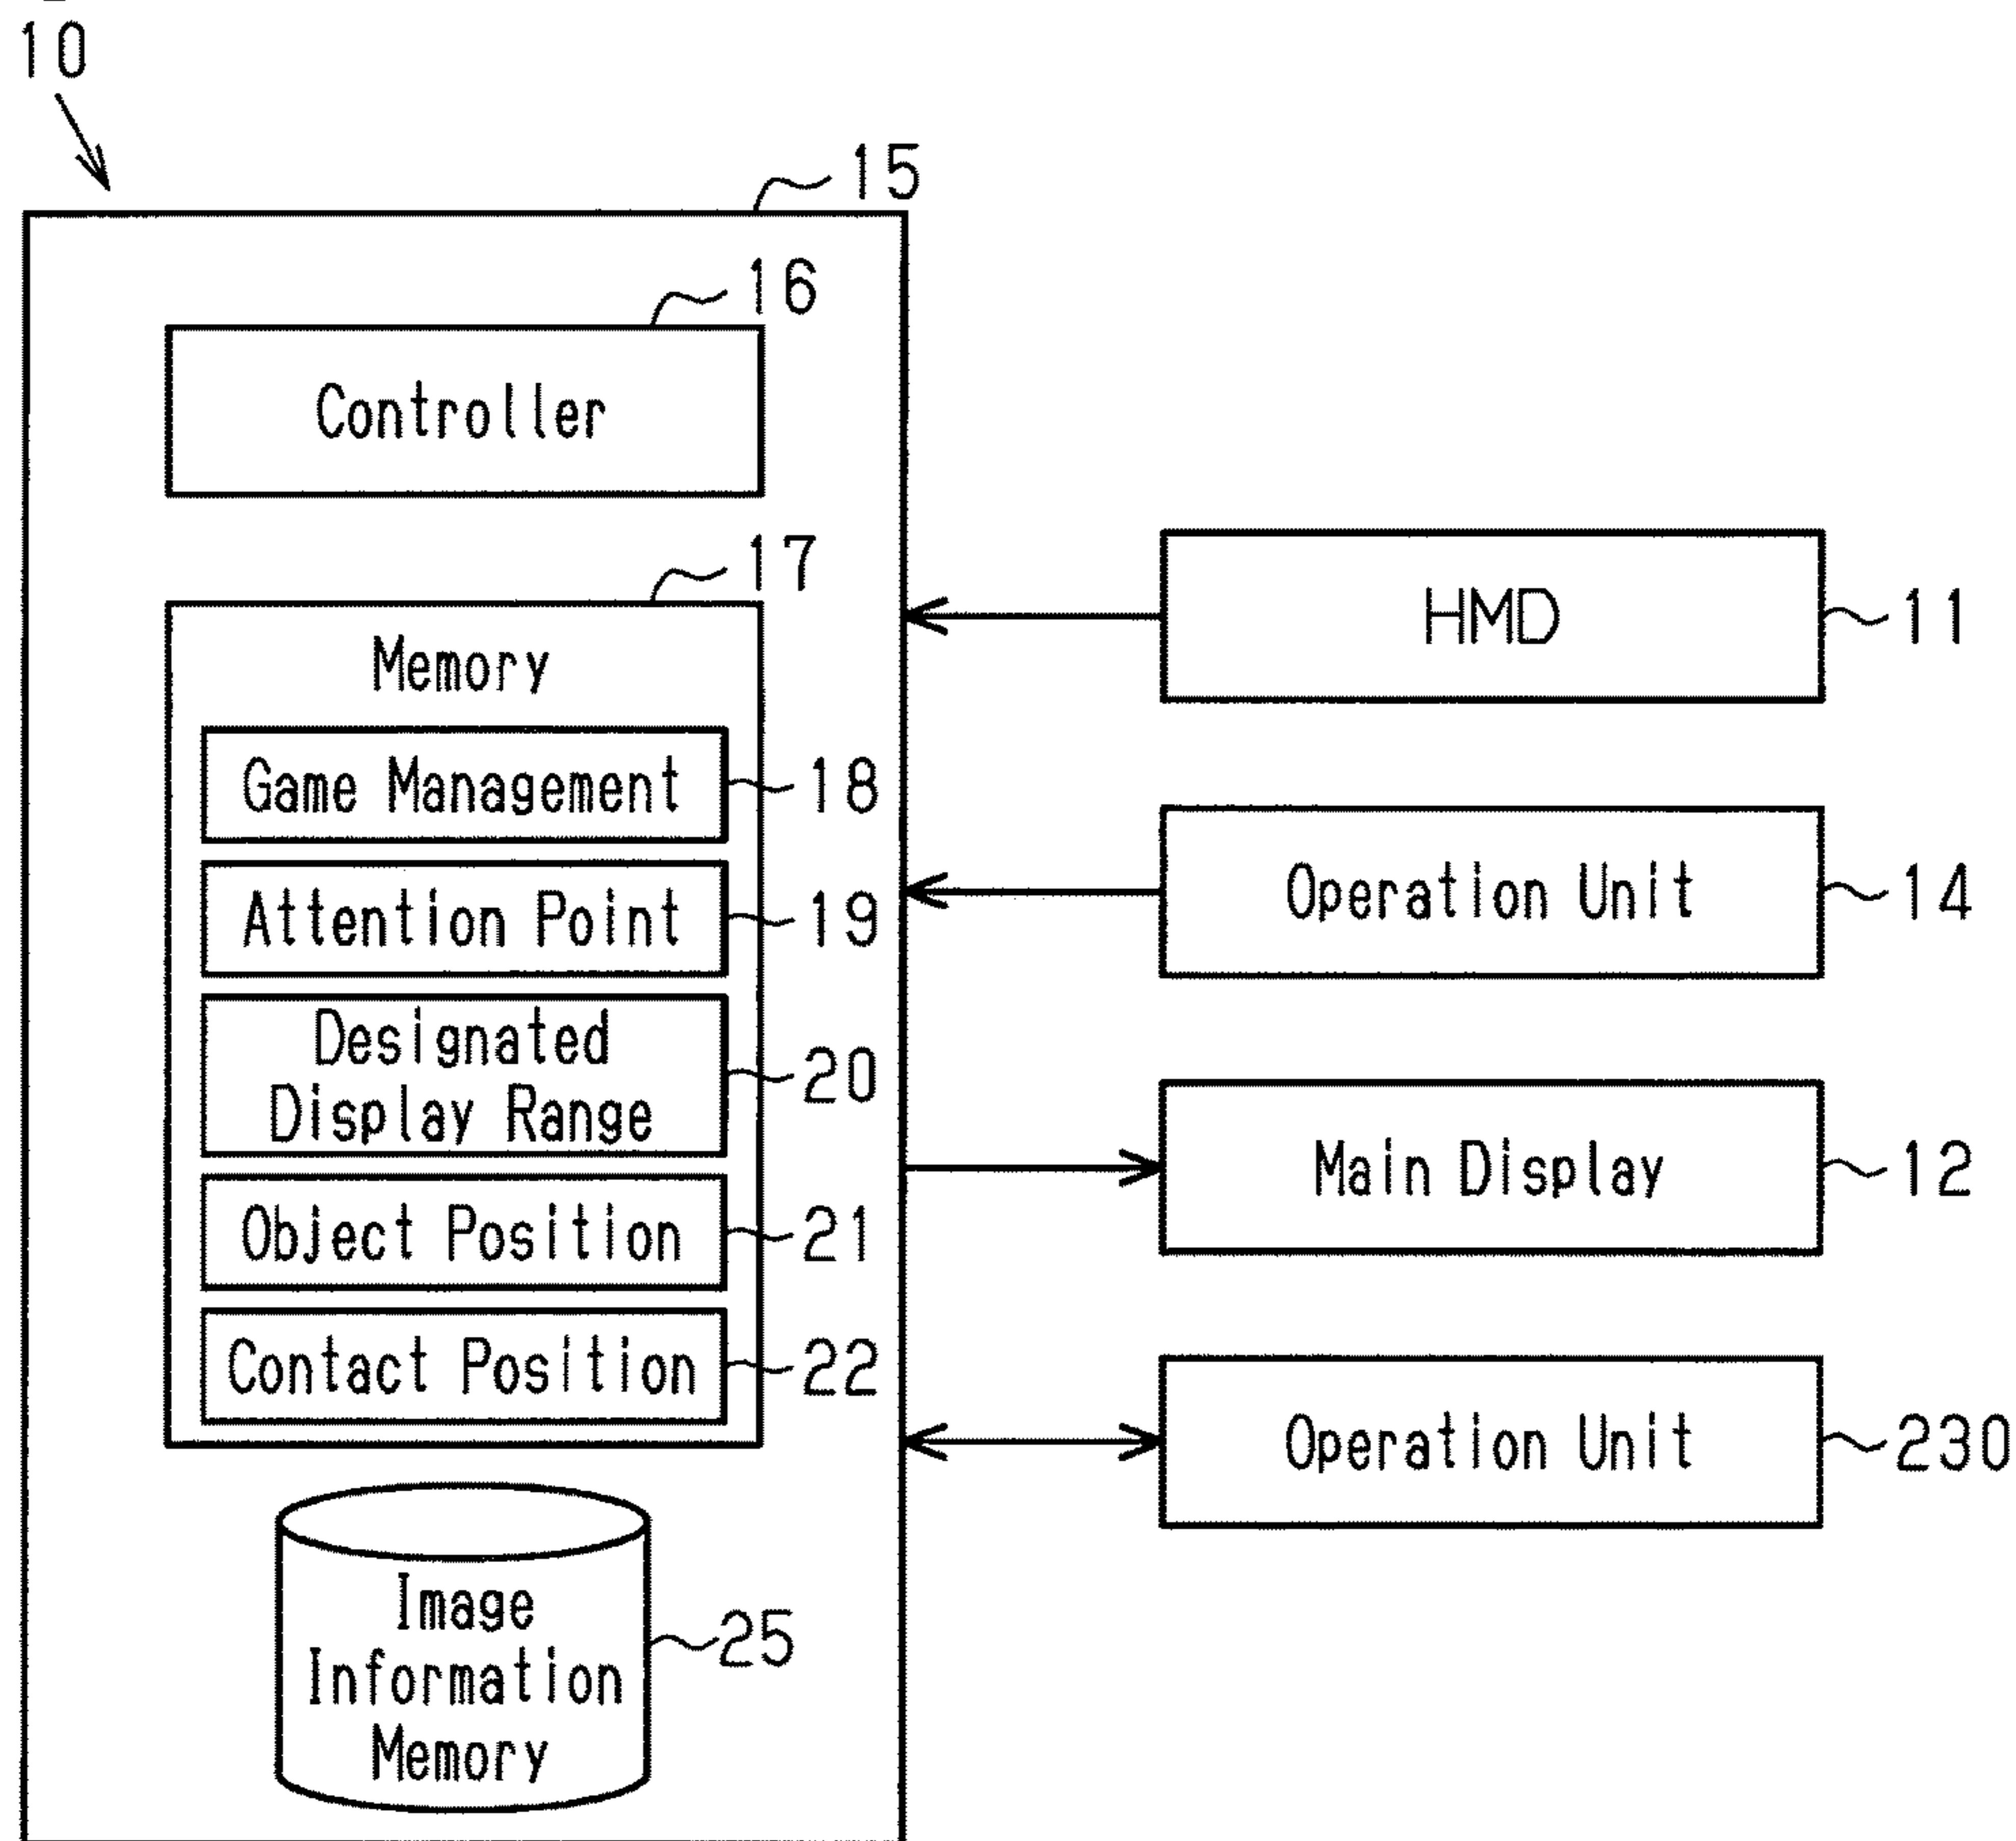 10
15
16
Controller
17
Memory
Game Management
18
Attention Point
19
Designated
Display Range
20
Object Position
21
Contact Position
22
Image
Information
Memory
25
HMD
11
Operation Unit
14
Main Display
12
Operation Unit
230